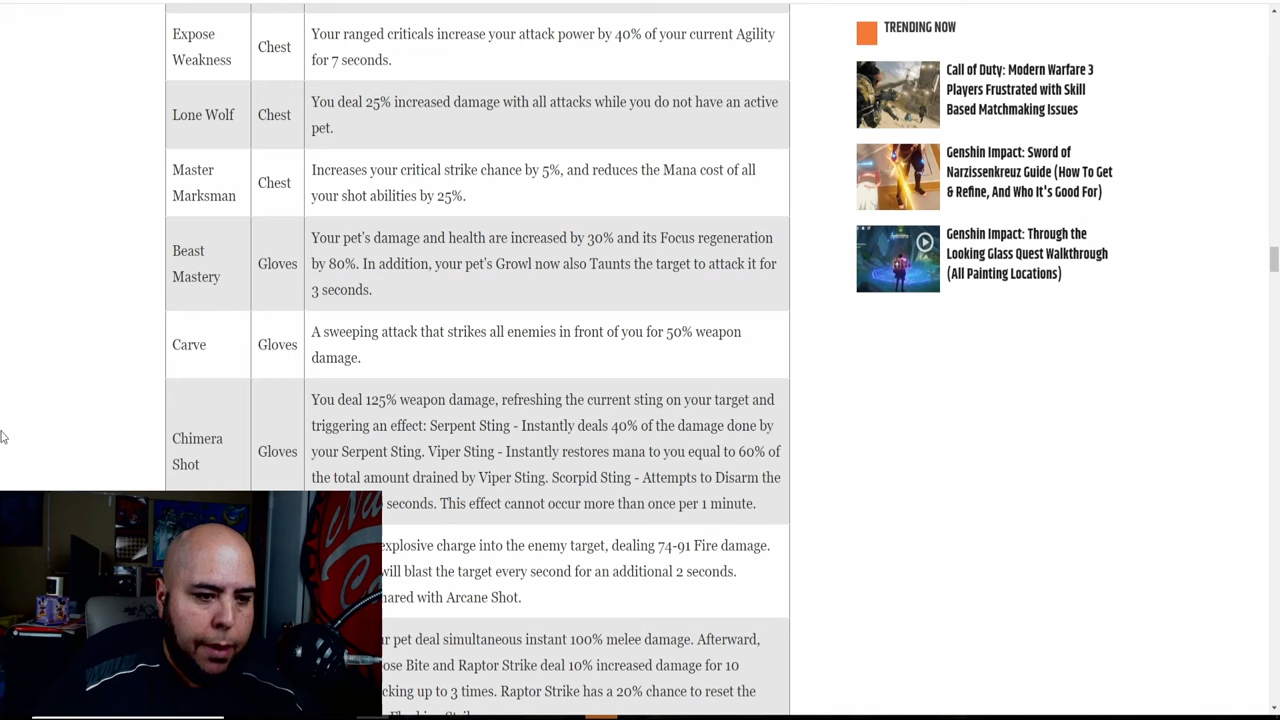 Expose
Weakness
Chest
Your ranged criticals increase your attack power by 40% of your current Agility
for 7 seconds.
Lone Wolf
Chest
You deal 25% increased damage with all attacks while you do not have an active
pet.
Master
Marksman
Chest
Increases your critical strike chance by 5%, and reduces the Mana cost of all
your shot abilities by 25%.
Beast
Mastery
Gloves
Your pet's damage and health are increased by 30% and its Focus regeneration
by 80%. In addition, your pet's Growl now also Taunts the target to attack it for
3 seconds.
Carve
Gloves
A sweeping attack that strikes all enemies in front of you for 50% weapon
damage.
Chimera
Shot
Gloves
You deal 125% weapon damage, refreshing the current sting on your target and
triggering an effect: Serpent Sting - Instantly deals 40% of the damage done by
your Serpent Sting. Viper Sting - Instantly restores mana to you equal to 60% of
the total amount drained by Viper Sting. Scorpid Sting - Attempts to Disarm the
seconds. This effect cannot occur more than once per 1 minute.
explosive charge into the enemy target, dealing 74-91 Fire damage.
will blast the target every second for an additional 2 seconds.
hared with Arcane Shot.
r pet deal simultaneous instant 100% melee damage. Afterward,
ose Bite and Raptor Strike deal 10% increased damage for 10
cking up to 3 times. Raptor Strike has a 20% chance to reset the
TRENDING NOW
Call of Duty: Modern Warfare 3
Players Frustrated with Skill
Based Matchmaking Issues
Genshin Impact: Sword of
Narzissenkreuz Guide (How To Get
& Refine, And Who It's Good For)
Genshin Impact: Through the
Looking Glass Quest Walkthrough
(All Painting Locations)